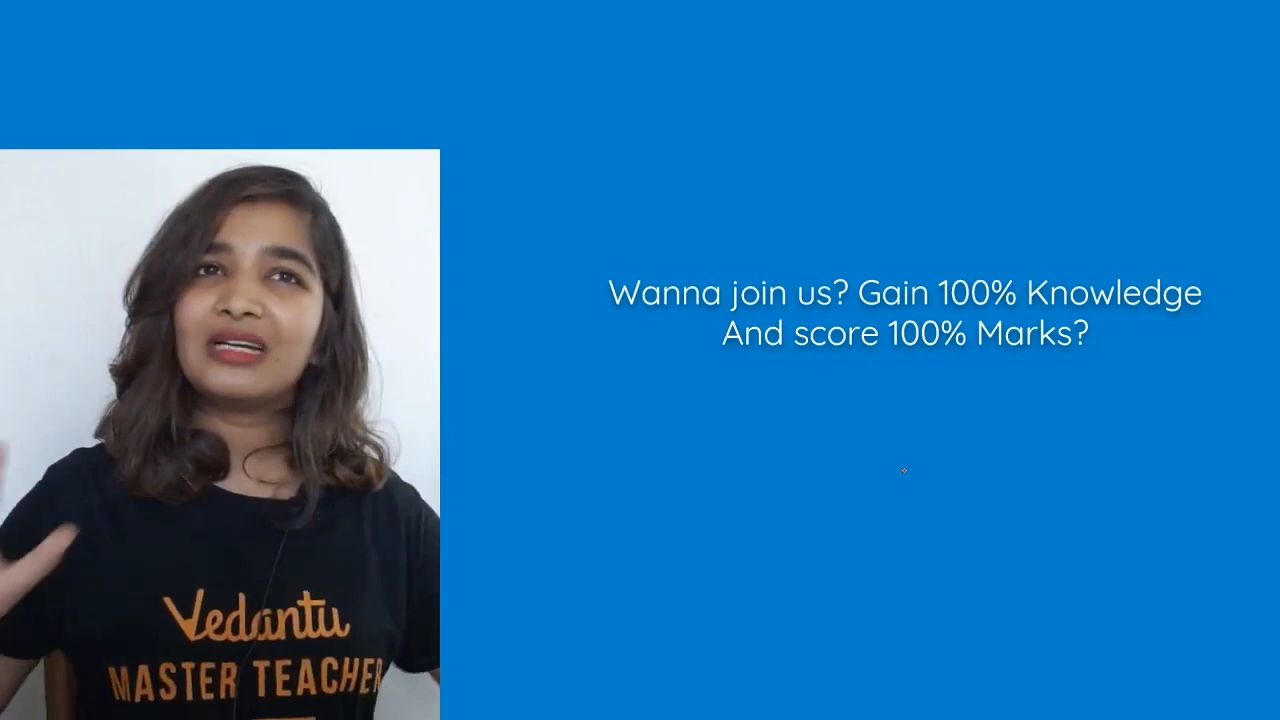 Wanna join us? Gain 100% Knowledge
And score 100% Marks?
Vedantu
MASTER TEACHER